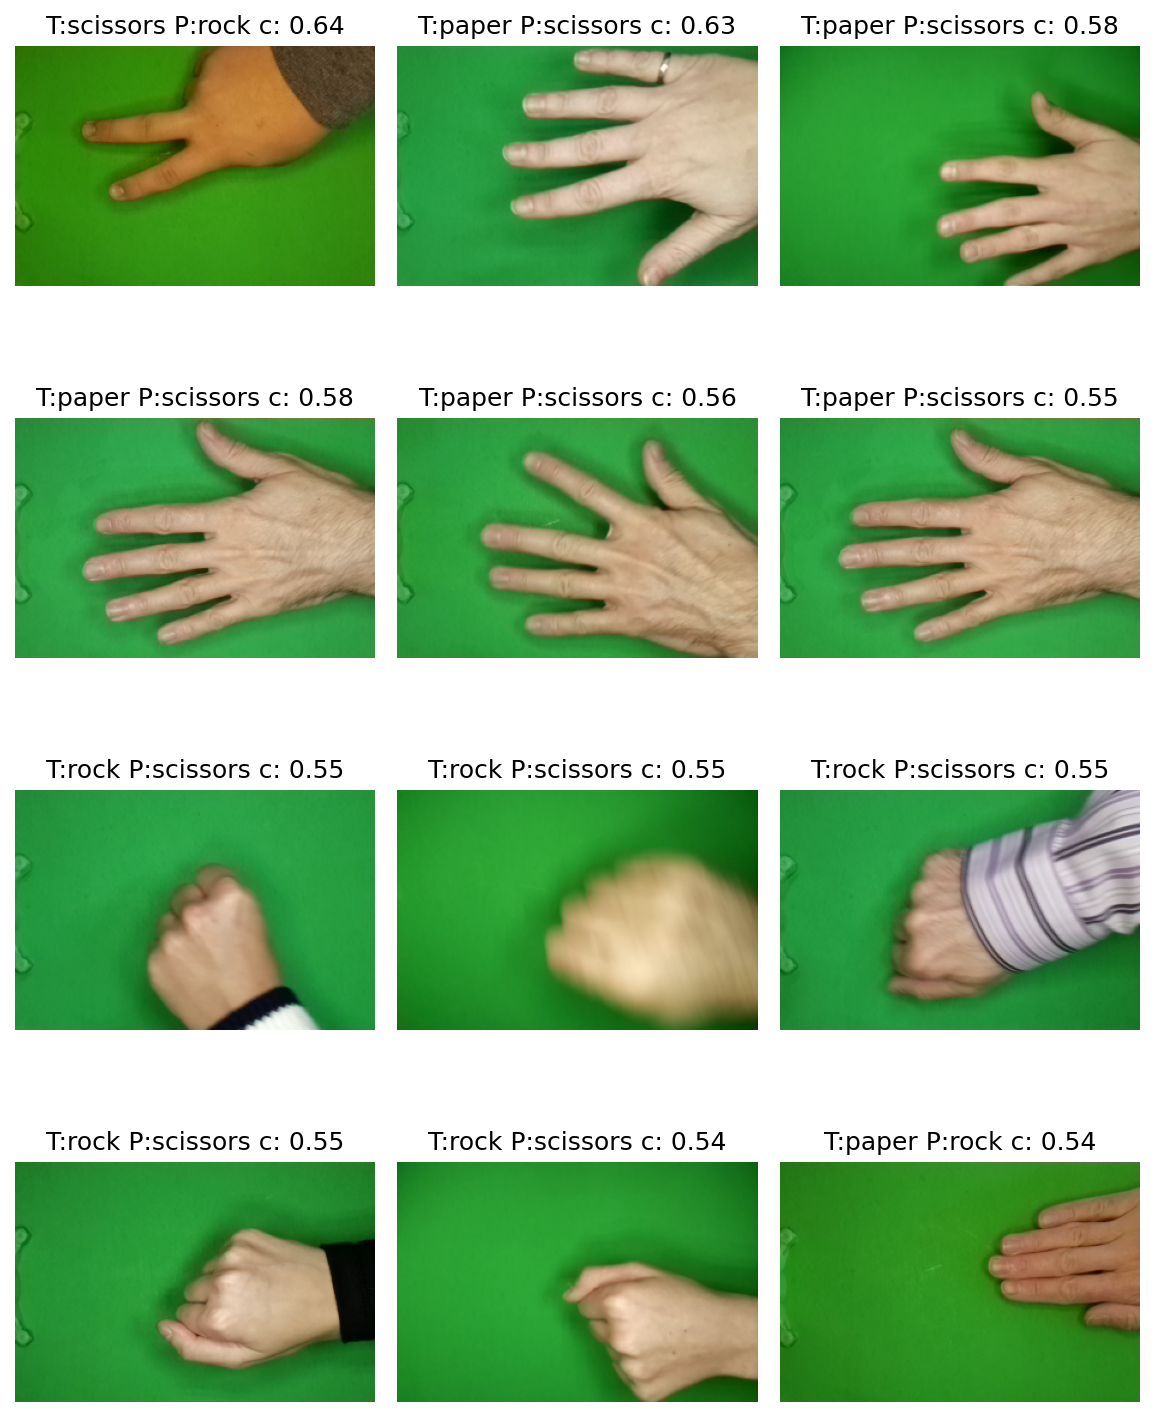 T:scissors P:rock c: 0.64
T:paper P:scissors c: 0.63
T:paper P:scissors c: 0.58
T:paper P:scissors c: 0.58
T:paper P:scissors c: 0.56
T:paper P:scissors c: 0.55
T:rock P:scissors c: 0.55
T:rock P:scissors c: 0.55
T:rock P:scissors c: 0.55
T:rock P:scissors c: 0.55
T:rock P:scissors c: 0.54
T:paper P:rock c: 0.54